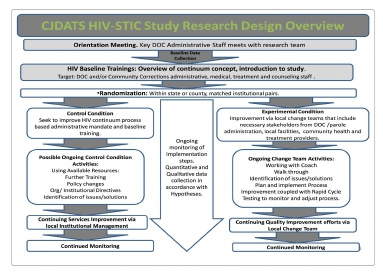 CJDATS HIV-STIC Study Research Design Overview
Orientation Meeting. Key DOC Administrative Staff meets with research team
Baseline Data
Collection
HIV Baseline Trainings: Overview of continuum concept, introduction to study.
Target: DOC and/or Community Corrections administrative, medical, treatment and counseling staff .
•Randomization: Within state or county, matched institutional pairs.
Control Condition
Seek to improve HIV continuum process
based administrative mandate and baseline
training.
Possible Ongoing Control Condition
Activities:
Using Available Resources:
Further Training
Policy changes
Org/ Institutional Directives
Identification of issues/solutions
Continuing Services Improvement via
local Institutional Management
Continued Monitoring
Ongoing
monitoring of
Implementation
steps.
Quantitative and
Qualitative data
collection in
accordance with
Hypotheses.
Experimental Condition
Improvement via local change teams that include
necessary stakeholders from DOC /parole
administration, local facilities, community health and
treatment providers.
Ongoing Change Team Activities:
Working with Coach
Walk through
Identification of issues/solutions
Plan and implement Process
Improvement coupled with Rapid Cycle
Testing to monitor and adjust process.
Continuing Quality Improvement efforts via
Local Change Team
Continued Monitoring